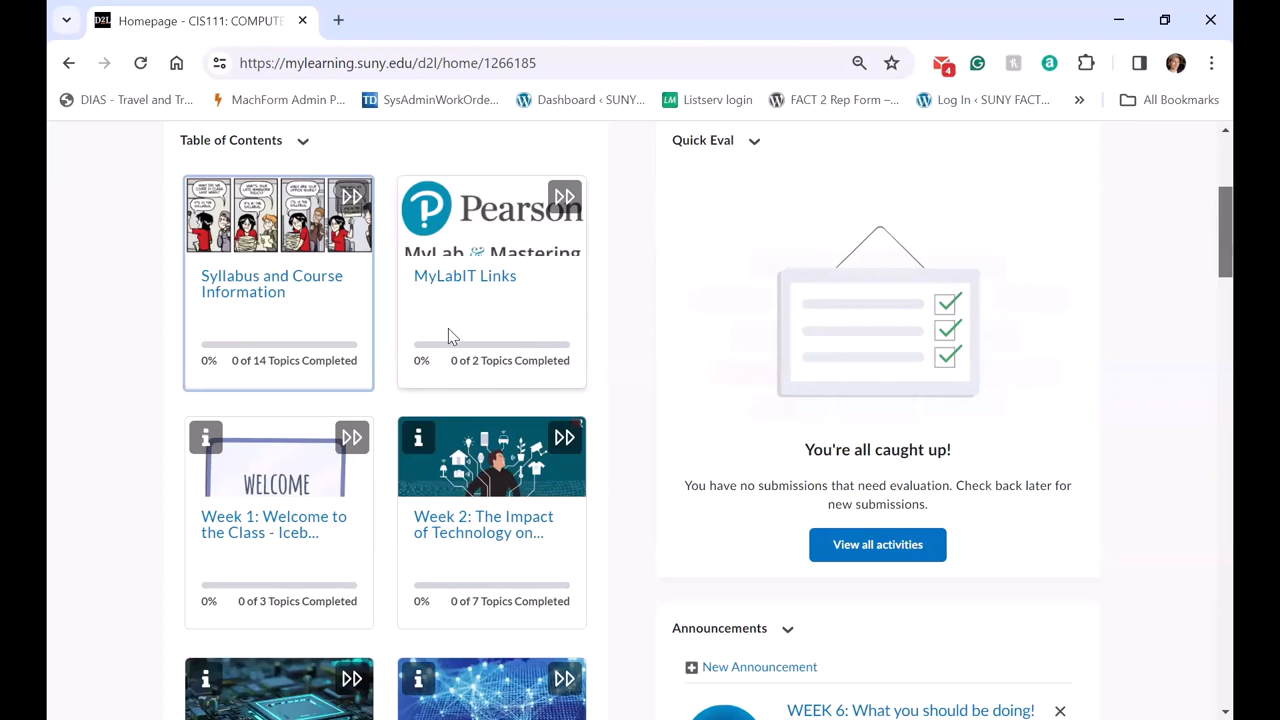 D2L
Homepage - CIS111: COMPUTE
https://mylearning.suny.edu/d2l/home/1266185
4
DIAS - Travel and Tr...
MachForm Admin P...
TD
SysAdminWorkOrde...
Dashboard ‹ SUNY...
LM
Listserv login
FACT 2 Rep Form –...
Log In ‹ SUNY FACT...
»
All Bookmarks
Table of Contents
Quick Eval
Pearson
MyLab & Mastering
Syllabus and Course
Information
MyLabIT Links
0%
0 of 14 Topics Completed
0%
0 of 2 Topics Completed
You're all caught up!
You have no submissions that need evaluation. Check back later for
new submissions.
View all activities
WELCOME
Week 1: Welcome to
the Class - Iceb...
Week 2: The Impact
of Technology on...
0%
0 of 3 Topics Completed
0%
0 of 7 Topics Completed
Announcements
New Announcement
WEEK 6: What you should be doing!